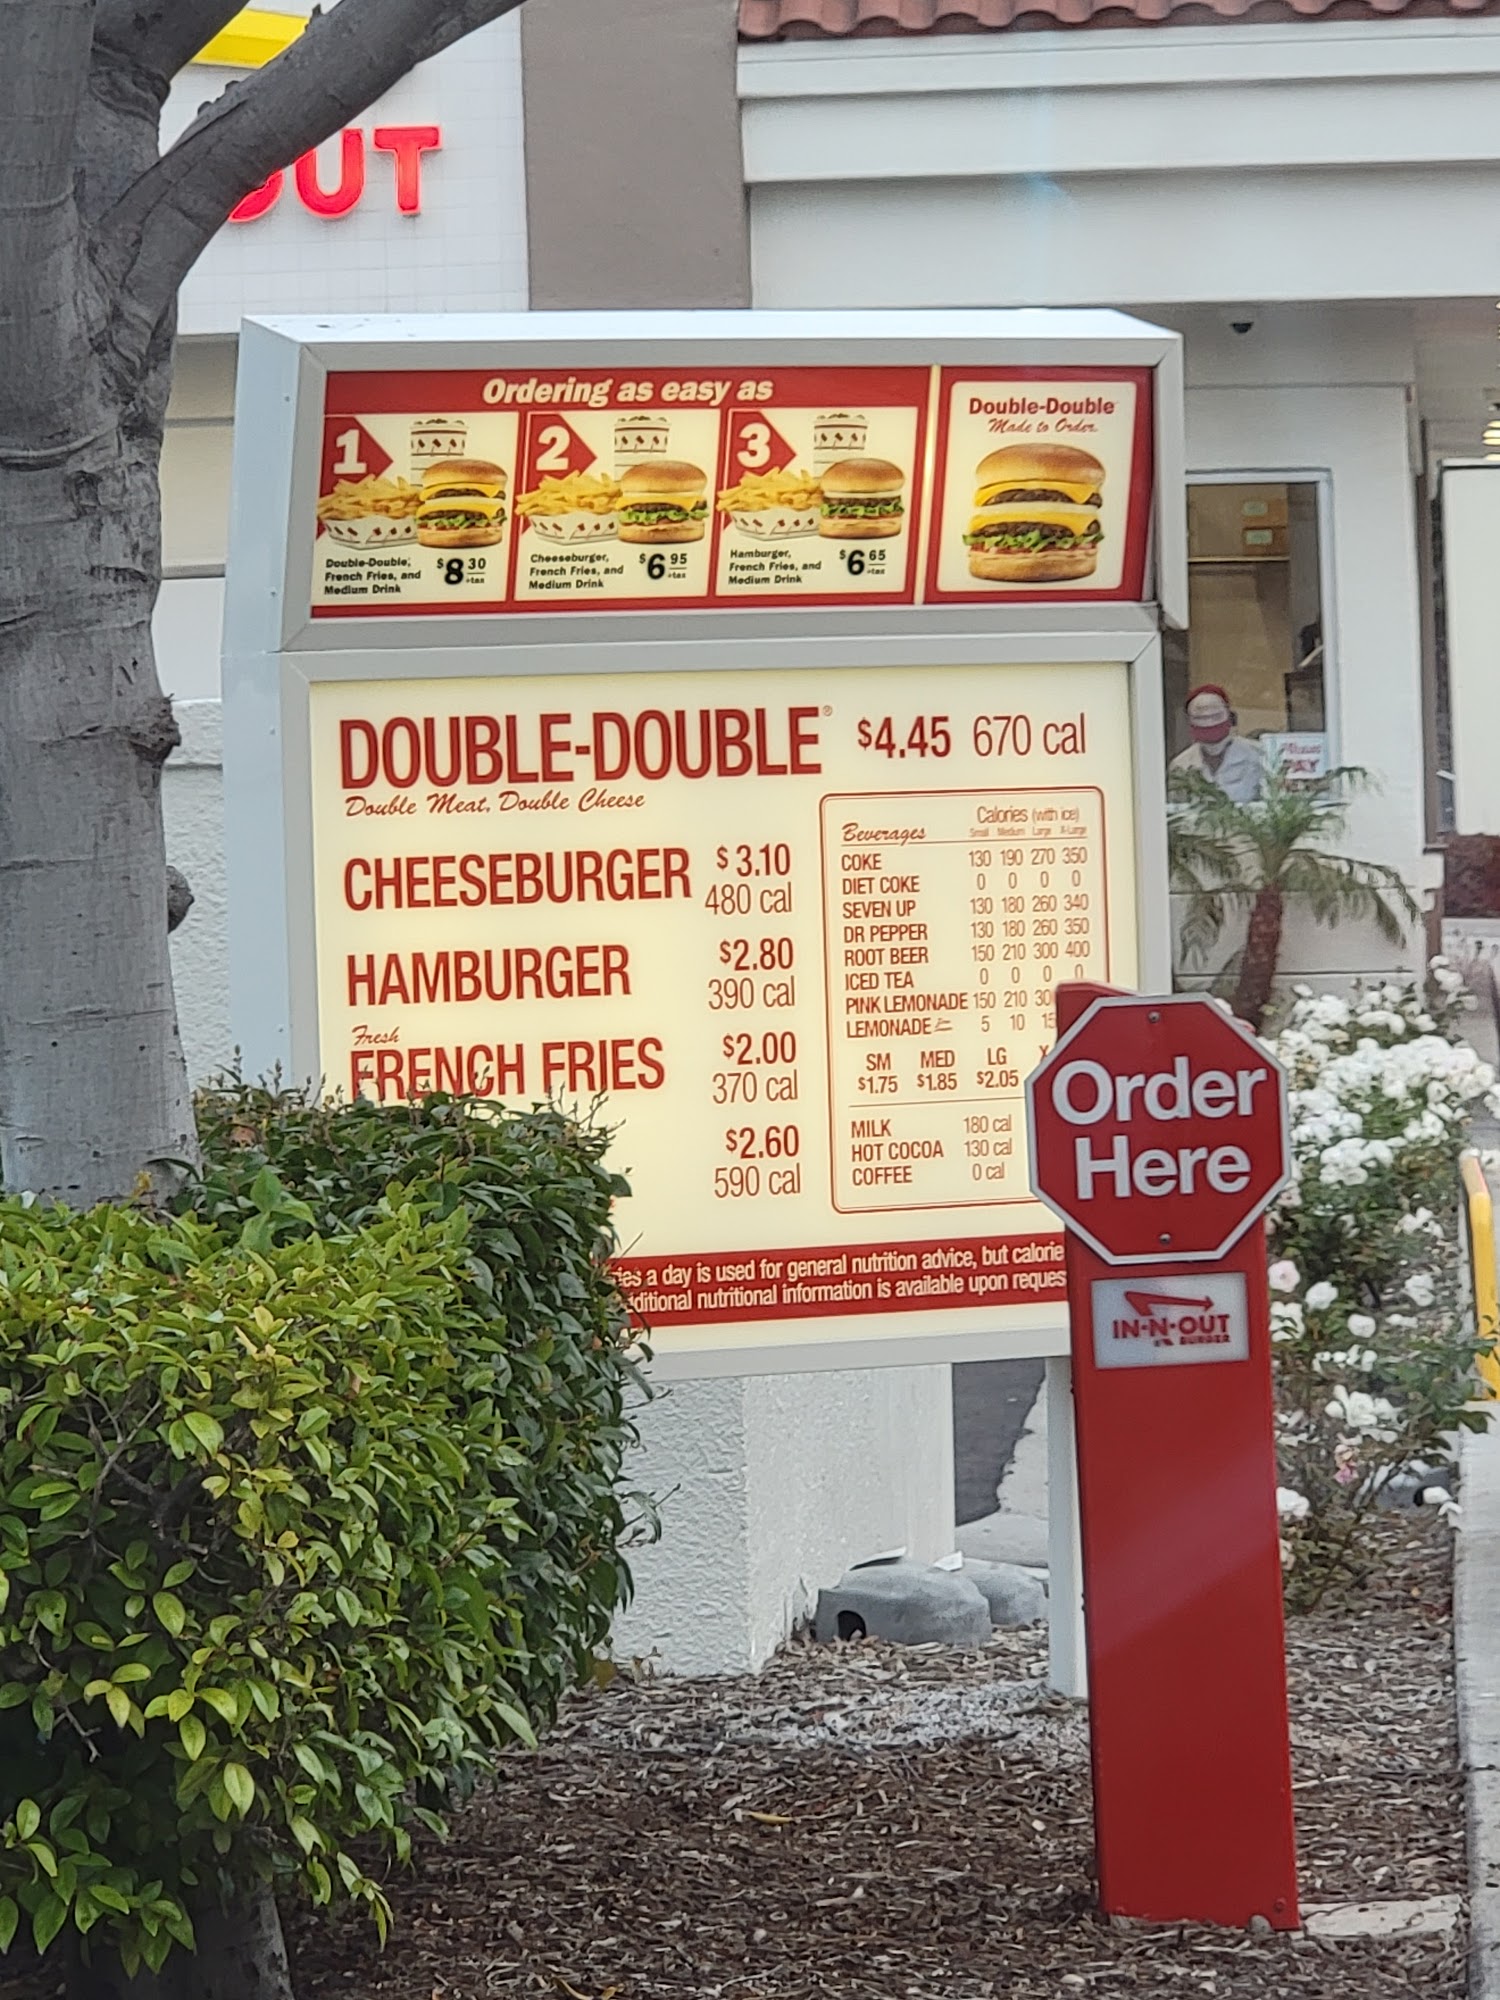 OUT
Ordering as easy as
1
Double-Double,
French Fries, and
Medium Drink
$8 30
+tax
2
Cheeseburger,
French Fries, and
Medium Drink
$6 95
+tax
3
Hamburger,
French Fries, and
Medium Drink
$6 65
+tax
Double-Double
Made to Order
DOUBLE-DOUBLE® $4.45 670 cal
Double Meat, Double Cheese
CHEESEBURGER $3.10
480 cal
HAMBURGER $2.80
390 cal
Fresh
FRENCH FRIES $2.00
370 cal
$2.60
590 cal
Calories (with ice)
Beverages Small Medium Large X-Large
COKE 130 190 270 350
DIET COKE 0 0 0 0
SEVEN UP 130 180 260 340
DR PEPPER 130 180 260 350
ROOT BEER 150 210 300 400
ICED TEA 0 0 0 0
PINK LEMONADE 150 210 30
LEMONADE 5 10 15
SM MED LG X
$1.75 $1.85 $2.05
MILK 180 cal
HOT COCOA 130 cal
COFFEE 0 cal
ies a day is used for general nutrition advice, but calorie
ditional nutritional information is available upon reques
Order
Here
IN-N-OUT
BURGER
PAY